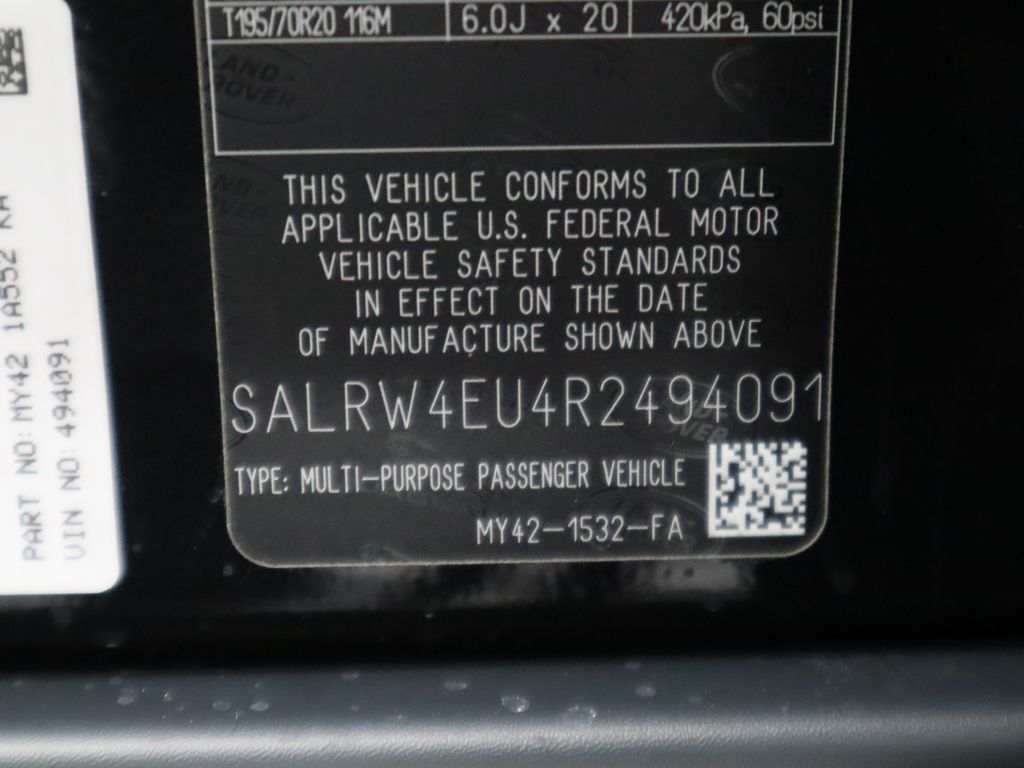 T195/70R20 116M 6.0J x 20 420kPa, 60psi
THIS VEHICLE CONFORMS TO ALL
APPLICABLE U.S. FEDERAL MOTOR
VEHICLE SAFETY STANDARDS
IN EFFECT ON THE DATE
OF MANUFACTURE SHOWN ABOVE
SALRW4EU4R2494091
TYPE: MULTI-PURPOSE PASSENGER VEHICLE
MY42-1532-FA
PART NO: MY42 1A552 KA
VIN NO: 494091